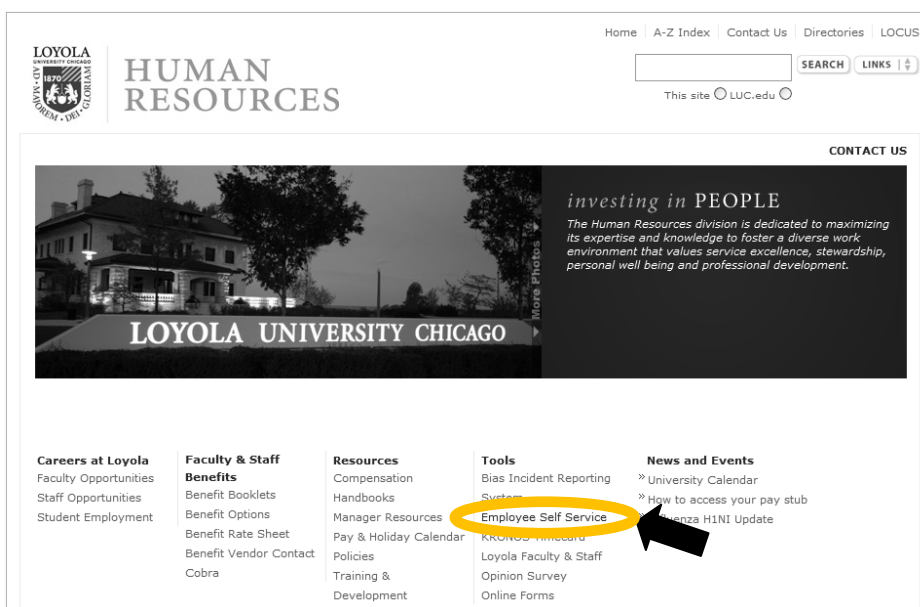 Home A-Z Index Contact Us Directories LOCUS
LOYOLA
UNIVERSITY CHICAGO
1870
AD • MAJOREM • DEI • GLORIAM
HUMAN
RESOURCES
SEARCH LINKS
This site LUC.edu
CONTACT US
investing in PEOPLE
The Human Resources division is dedicated to maximizing
its expertise and knowledge to foster a diverse work
environment that values service excellence, stewardship,
personal well being and professional development.
More Photos
LOYOLA UNIVERSITY CHICAGO
Careers at Loyola
Faculty Opportunities
Staff Opportunities
Student Employment
Faculty & Staff
Benefits
Benefit Booklets
Benefit Options
Benefit Rate Sheet
Benefit Vendor Contact
Cobra
Resources
Compensation
Handbooks
Manager Resources
Pay & Holiday Calendar
Policies
Training &
Development
Tools
Bias Incident Reporting
System
Employee Self Service
KRONOS Timecard
Loyola Faculty & Staff
Opinion Survey
Online Forms
News and Events
» University Calendar
» How to access your pay stub
H1NI Update